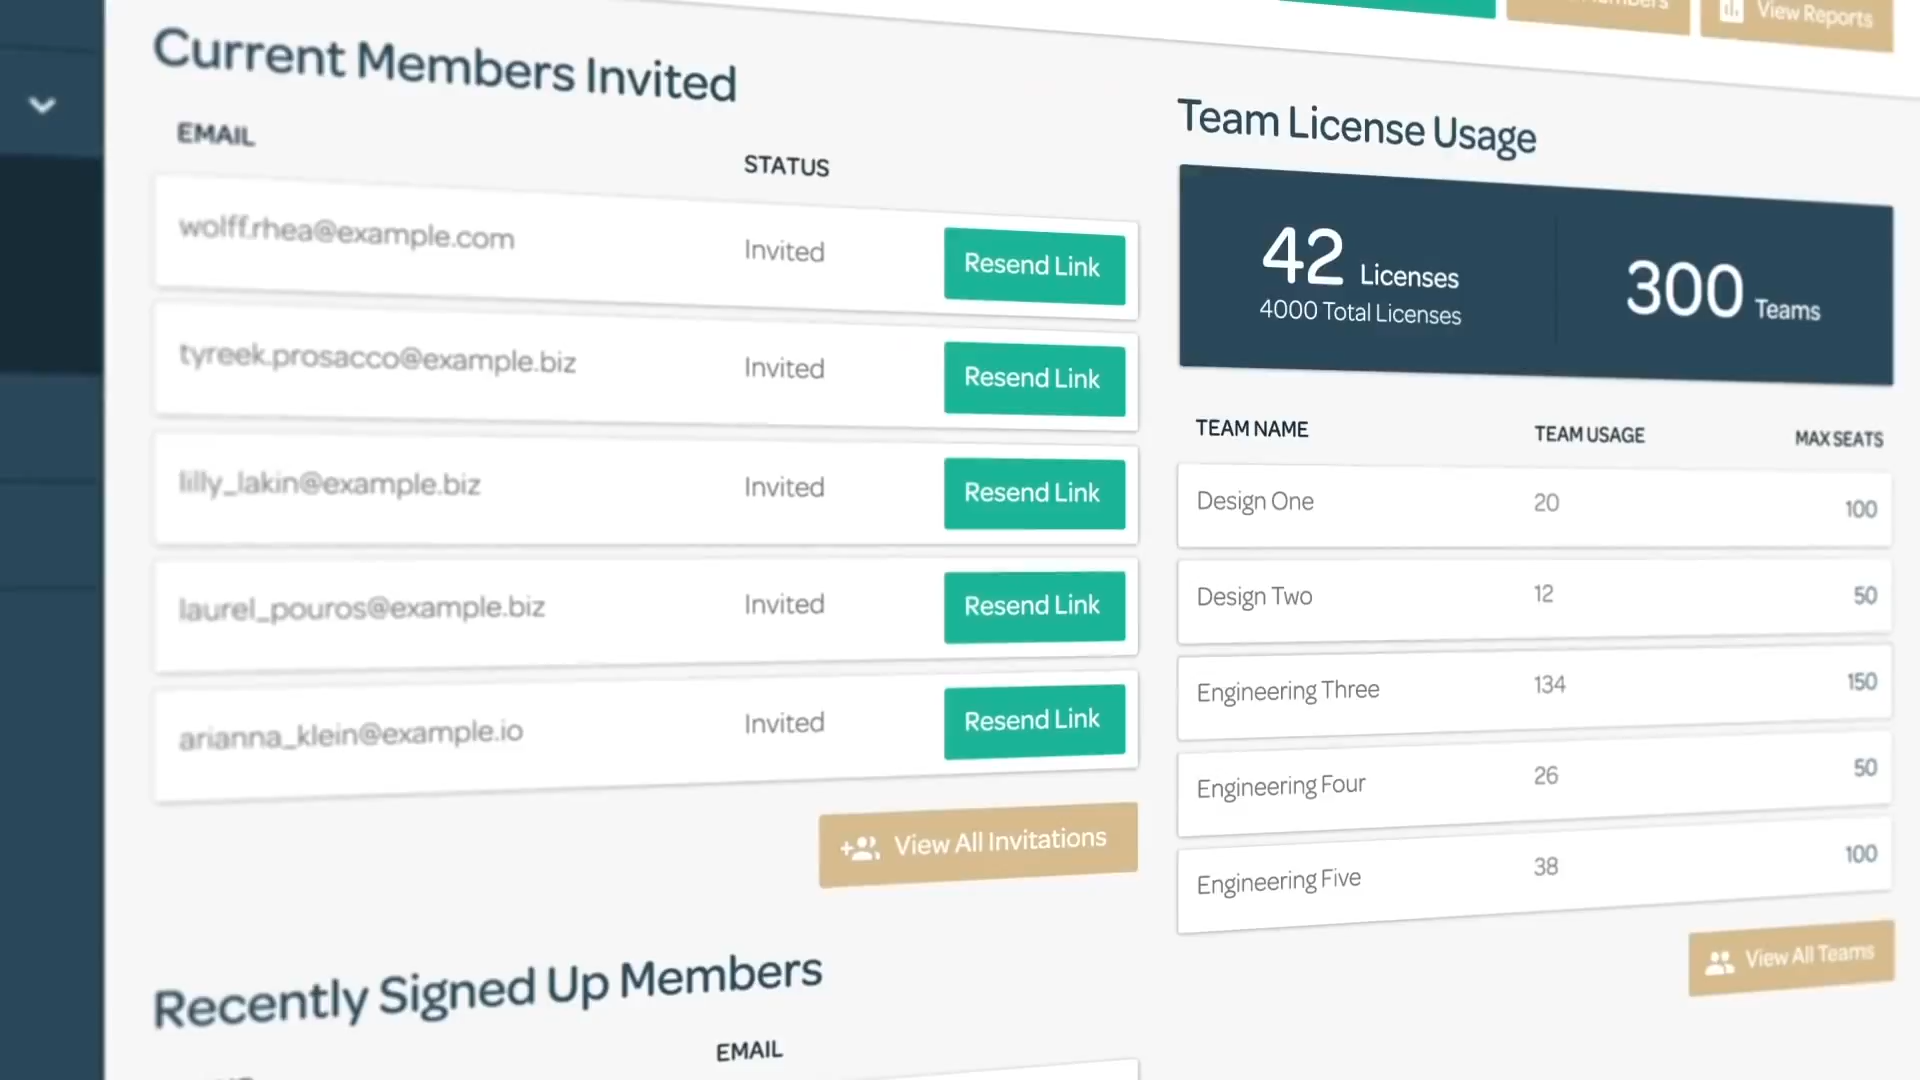 View Reports
Current Members Invited
EMAIL STATUS
wolff.rhea@example.com Invited Resend Link
tyreek.prosacco@example.biz Invited Resend Link
lilly_lakin@example.biz Invited Resend Link
laurel_pouros@example.biz Invited Resend Link
arianna_klein@example.io Invited Resend Link
View All Invitations
Recently Signed Up Members
EMAIL
Team License Usage
42 Licenses
4000 Total Licenses
300 Teams
TEAM NAME TEAM USAGE MAX SEATS
Design One 20 100
Design Two 12 50
Engineering Three 134 150
Engineering Four 26 50
Engineering Five 38 100
View All Teams